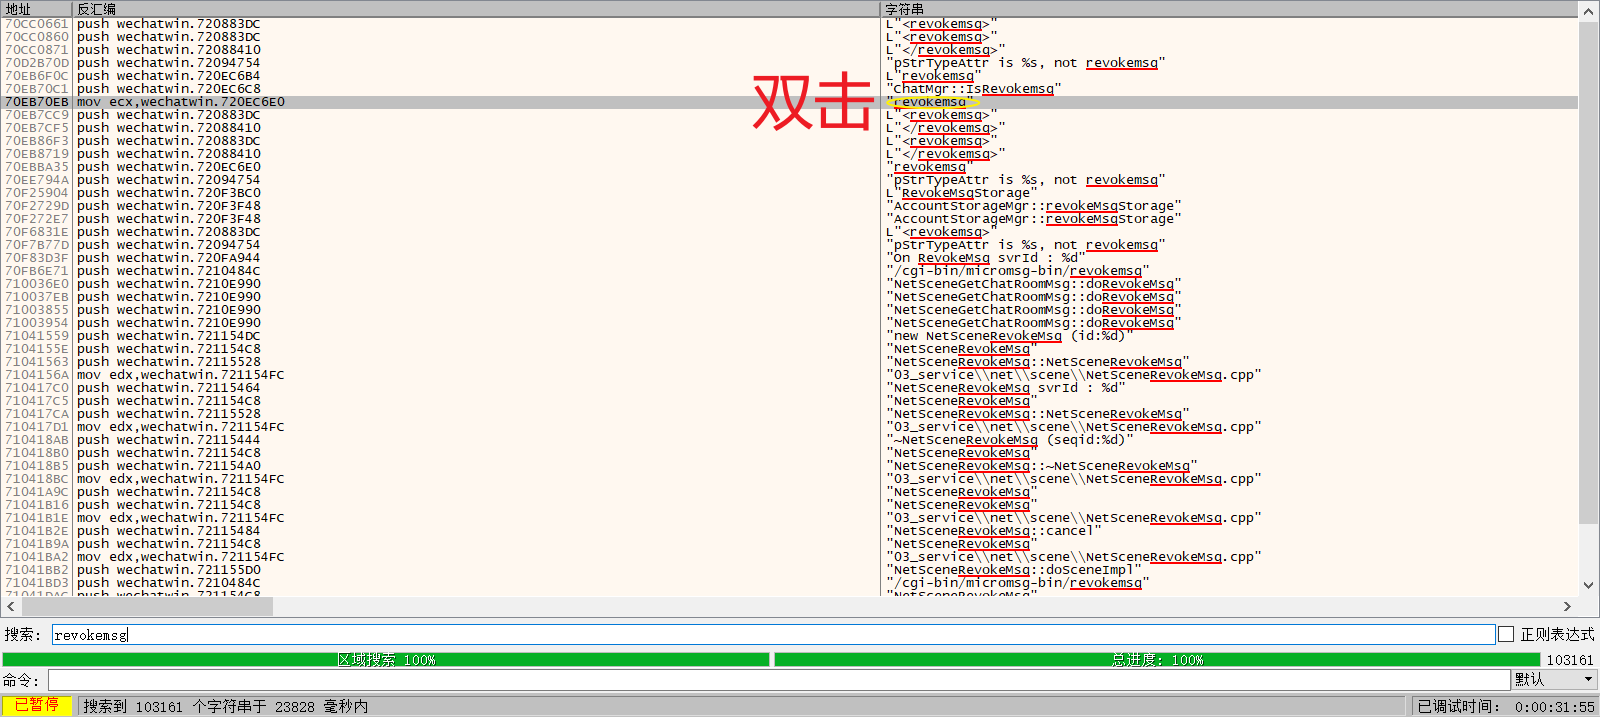 地址 反汇编 字符串
70CC0661 push wechatwin.720883DC L"<revokemsg>"
70CC0860 push wechatwin.720883DC L"<revokemsg>"
70CC0871 push wechatwin.72088410 L"</revokemsg>"
70D2B70D push wechatwin.72094754 "pStrTypeAttr is %s, not revokemsg"
70EB6F0C push wechatwin.720EC6B4 L"revokemsg"
70EB70C1 push wechatwin.720EC6C8 "ChatMgr::IsRevokemsg"
70EB70EB mov ecx,wechatwin.720EC6E0 双击 "revokemsg"
70EB7CC9 push wechatwin.720883DC L"<revokemsg>"
70EB7CF5 push wechatwin.72088410 L"</revokemsg>"
70EB86F3 push wechatwin.720883DC L"<revokemsg>"
70EB8719 push wechatwin.72088410 L"</revokemsg>"
70EBBA35 push wechatwin.720EC6E0 "revokemsg"
70EE794A push wechatwin.72094754 "pStrTypeAttr is %s, not revokemsg"
70F25904 push wechatwin.720F3BC0 L"RevokeMsgStorage"
70F2729D push wechatwin.720F3F48 "AccountStorageMgr::revokeMsgStorage"
70F272E7 push wechatwin.720F3F48 "AccountStorageMgr::revokeMsgStorage"
70F6831E push wechatwin.720883DC L"<revokemsg>"
70F7B77D push wechatwin.72094754 "pStrTypeAttr is %s, not revokemsg"
70F83D3F push wechatwin.720FA944 "On RevokeMsg svrId : %d"
70FB6E71 push wechatwin.7210484C "/cgi-bin/micromsg-bin/revokemsg"
710036E0 push wechatwin.7210E990 "NetSceneGetChatRoomMsg::doRevokeMsg"
710037EB push wechatwin.7210E990 "NetSceneGetChatRoomMsg::doRevokeMsg"
71003855 push wechatwin.7210E990 "NetSceneGetChatRoomMsg::doRevokeMsg"
71003954 push wechatwin.7210E990 "NetSceneGetChatRoomMsg::doRevokeMsg"
71041559 push wechatwin.721154DC "new NetSceneRevokeMsg (id:%d)"
7104155E push wechatwin.721154C8 "NetSceneRevokeMsg"
71041563 push wechatwin.72115528 "NetSceneRevokeMsg::NetSceneRevokeMsg"
7104156A mov edx,wechatwin.721154FC "03_service\\net\\scene\\NetSceneRevokeMsg.cpp"
710417C0 push wechatwin.72115464 "NetSceneRevokeMsg svrId : %d"
710417C5 push wechatwin.721154C8 "NetSceneRevokeMsg"
710417CA push wechatwin.72115528 "NetSceneRevokeMsg::NetSceneRevokeMsg"
710417D1 mov edx,wechatwin.721154FC "03_service\\net\\scene\\NetSceneRevokeMsg.cpp"
710418AB push wechatwin.72115444 "~NetSceneRevokeMsg (seqid:%d)"
710418B0 push wechatwin.721154C8 "NetSceneRevokeMsg"
710418B5 push wechatwin.721154A0 "NetSceneRevokeMsg::~NetSceneRevokeMsg"
710418BC mov edx,wechatwin.721154FC "03_service\\net\\scene\\NetSceneRevokeMsg.cpp"
71041A9C push wechatwin.721154C8 "NetSceneRevokeMsg"
71041B16 push wechatwin.721154C8 "NetSceneRevokeMsg"
71041B1E mov edx,wechatwin.721154FC "03_service\\net\\scene\\NetSceneRevokeMsg.cpp"
71041B2E push wechatwin.72115484 "NetSceneRevokeMsg::cancel"
71041B9A push wechatwin.721154C8 "NetSceneRevokeMsg"
71041BA2 mov edx,wechatwin.721154FC "03_service\\net\\scene\\NetSceneRevokeMsg.cpp"
71041BB2 push wechatwin.721155D0 "NetSceneRevokeMsg::doSceneImpl"
71041BD3 push wechatwin.7210484C "/cgi-bin/micromsg-bin/revokemsg"
71041DAC push wechatwin.721154C8 "NetSceneRevokeMsg"
搜索: revokemsg 正则表达式
区域搜索 100% 总进度: 100% 103161
命令: 默认
已暂停 搜索到 103161 个字符串于 23828 毫秒内 已调试时间: 0:00:31:55